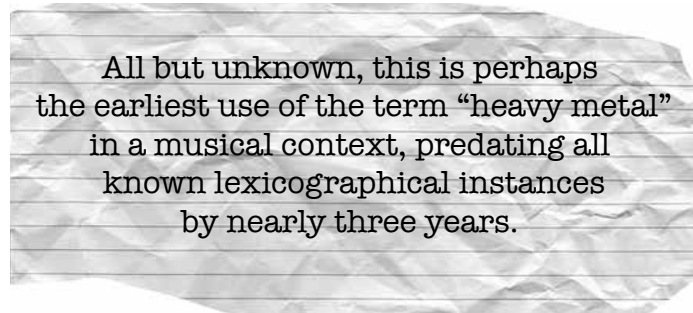 All but unknown, this is perhaps
the earliest use of the term “heavy metal”
in a musical context, predating all
known lexicographical instances
by nearly three years.